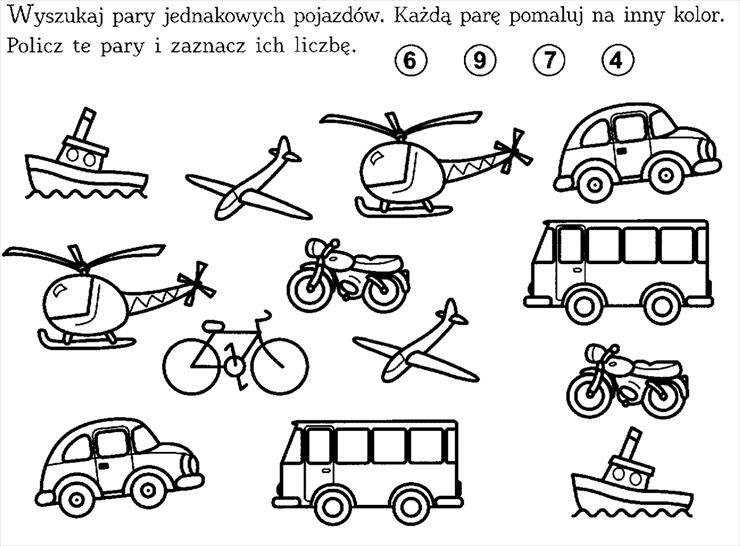 Wyszukaj pary jednakowych pojazdów. Każdą parę pomaluj na inny kolor.
Policz te pary i zaznacz ich liczbę.
6 9 7 4